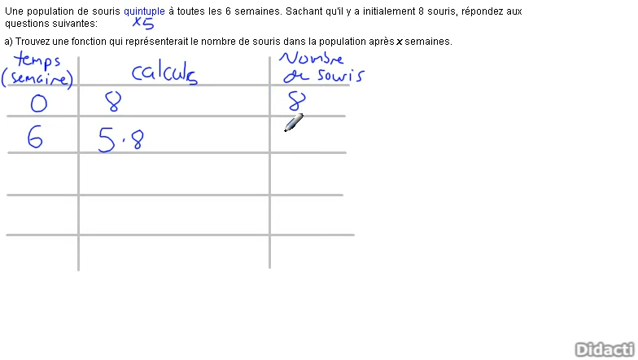 Une population de souris quintuple à toutes les 6 semaines. Sachant qu'il y a initialement 8 souris, répondez aux
questions suivantes:
x5
a) Trouvez une fonction qui représenterait le nombre de souris dans la population après x semaines.
temps (semaine)
calculs
Nombre de souris
0 8 8
6 5·8
Didacti